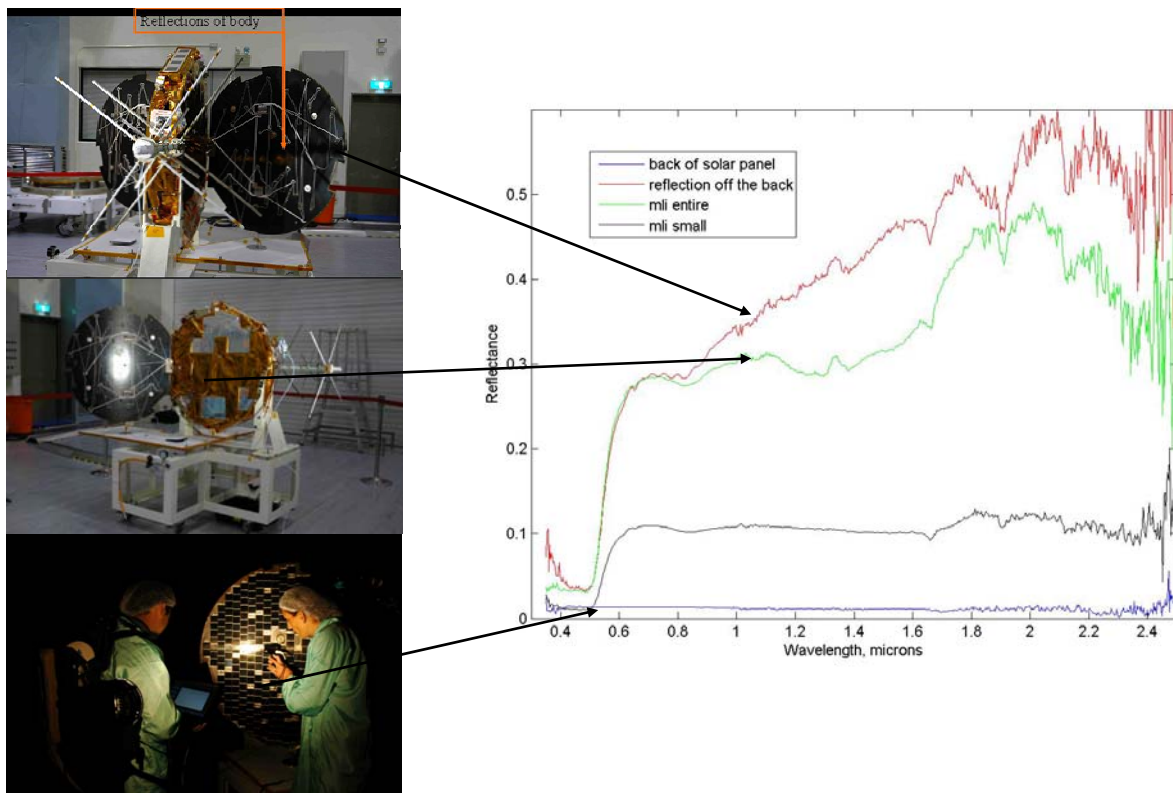 Reflections of body
back of solar panel
reflection off the back
mli entire
mli small
0.5
0.4
0.3
0.2
0.1
0
Reflectance
0.4 0.6 0.8 1 1.2 1.4 1.6 1.8 2 2.2 2.4
Wavelength, microns